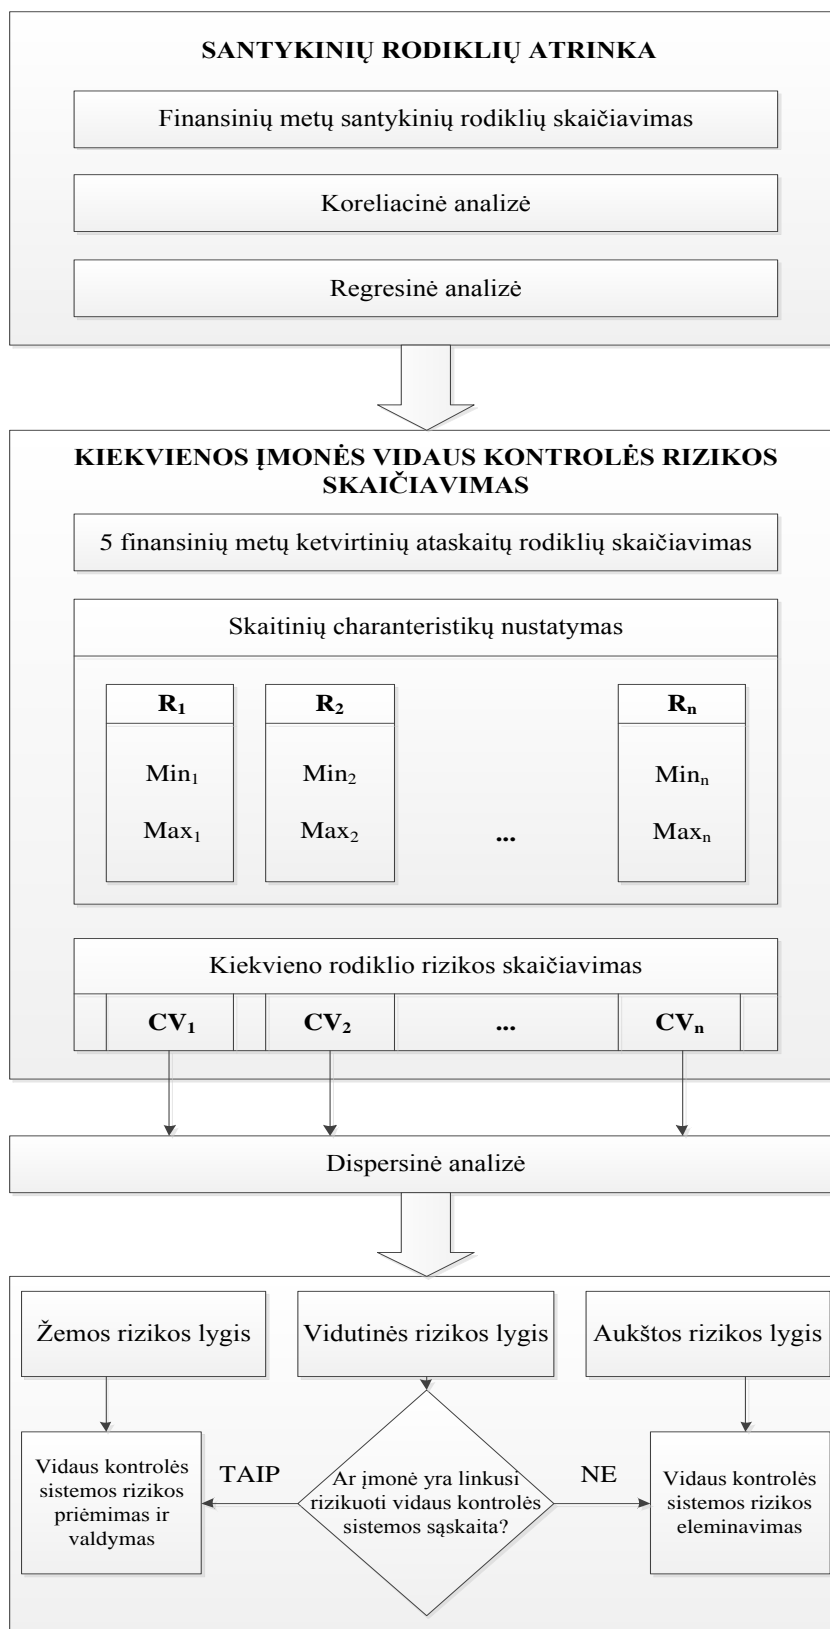 SANTYKINIŲ RODIKLIŲ ATRINKA
Finansinių metų santykinių rodiklių skaičiavimas
Koreliacinė analizė
Regresinė analizė
KIEKVIENOS ĮMONĖS VIDAUS KONTROLĖS RIZIKOS
SKAIČIAVIMAS
5 finansinių metų ketvirtinių ataskaitų rodiklių skaičiavimas
Skaitinių charanteristikų nustatymas
R₁ R₂ Rₙ
Min₁ Min₂ Minₙ
Max₁ Max₂ ... Maxₙ
Kiekvieno rodiklio rizikos skaičiavimas
CV₁ CV₂ ... CVₙ
Dispersinė analizė
Žemos rizikos lygis Vidutinės rizikos lygis Aukštos rizikos lygis
Vidaus kontrolės
sistemos rizikos
priėmimas ir
valdymas
TAIP
Ar įmonė yra linkusi
rizikuoti vidaus kontrolės
sistemos sąskaita?
NE
Vidaus kontrolės
sistemos rizikos
eleminavimas